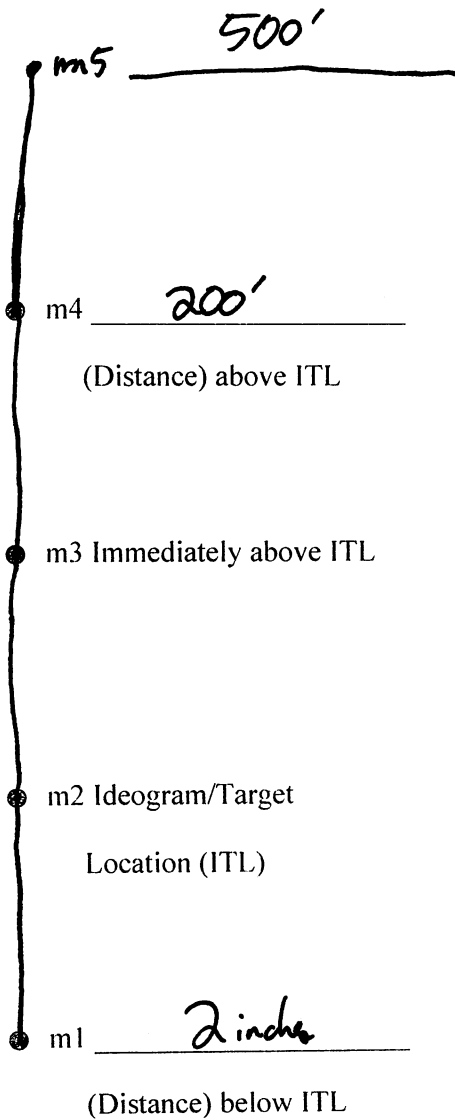 500'
m5
m4 200'
(Distance) above ITL
m3 Immediately above ITL
m2 Ideogram/Target
Location (ITL)
m1 2 inches
(Distance) below ITL